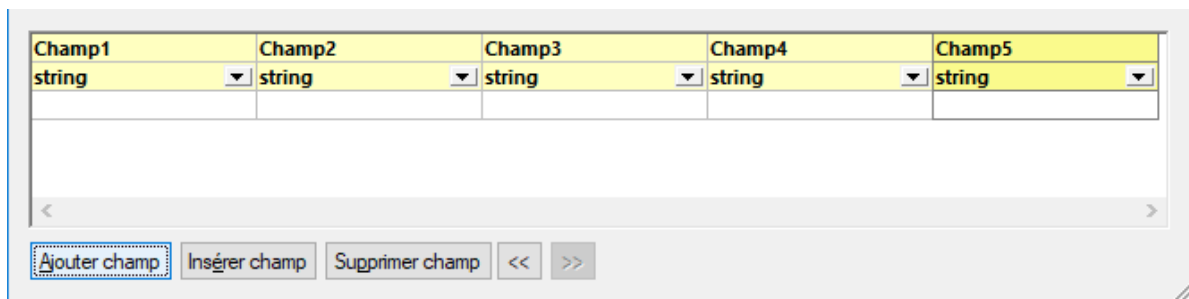 Champ1 Champ2 Champ3 Champ4 Champ5
string string string string string
Ajouter champ Insérer champ Supprimer champ << >>